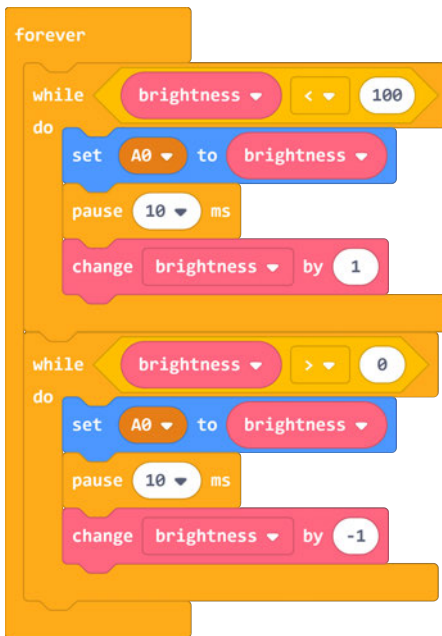 forever
while brightness < 100
do
set A0 to brightness
pause 10 ms
change brightness by 1
while brightness > 0
do
set A0 to brightness
pause 10 ms
change brightness by -1